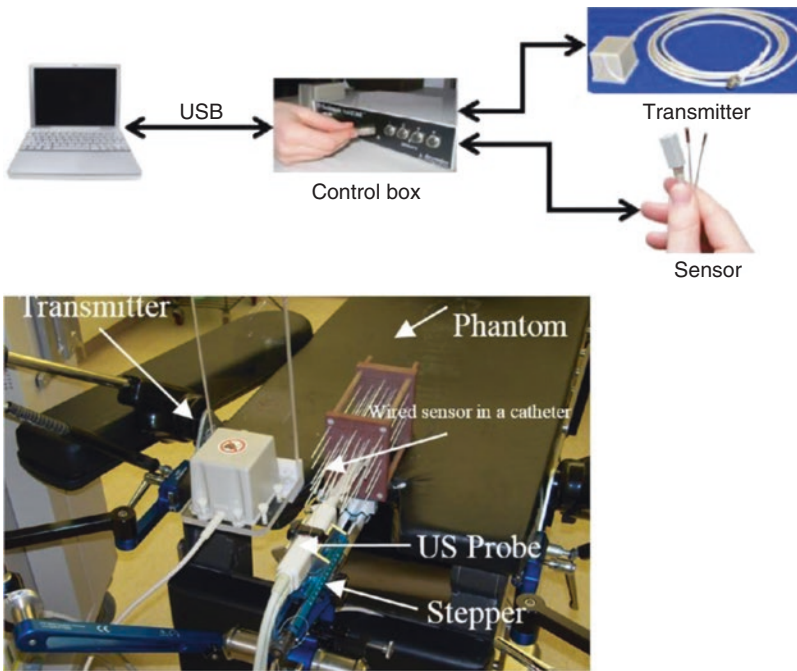 USB
Control box
Transmitter
Sensor
Transmitter
Phantom
Wired sensor in a catheter
US Probe
Stepper